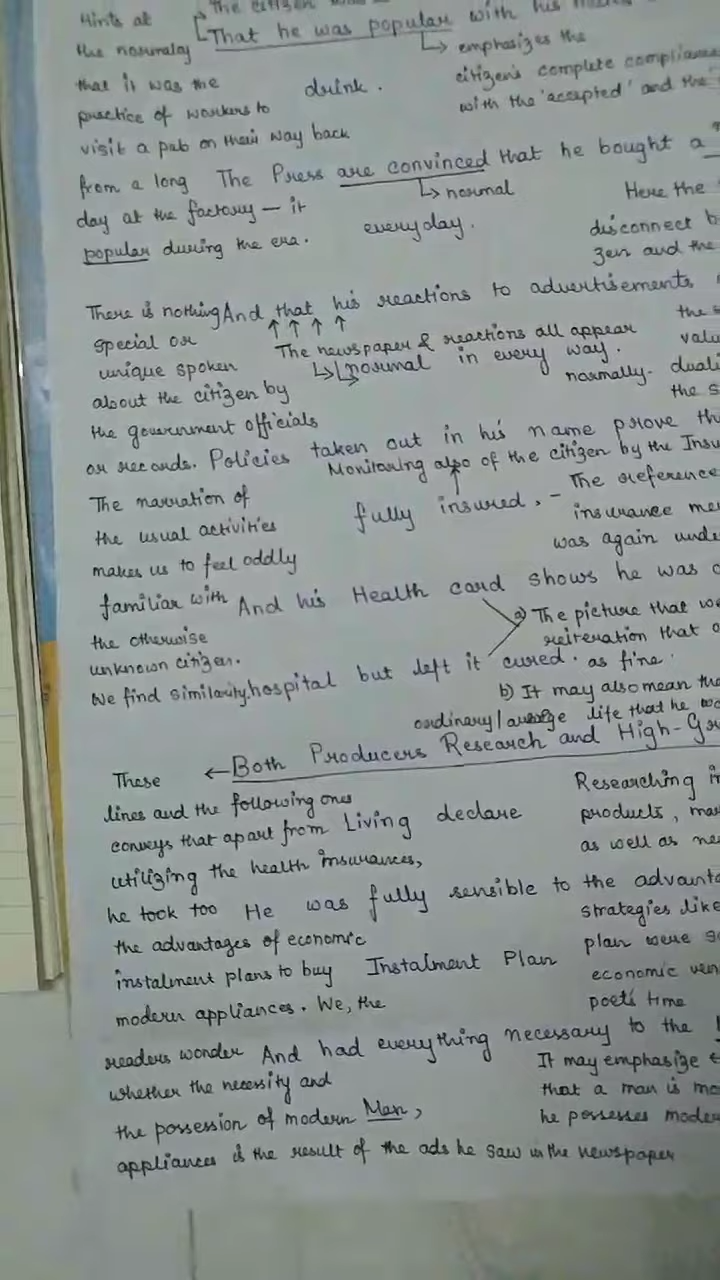 Hints at
the citizen
the normalcy
That he was popular with his
emphasizes the
that it was the
drink.
citizen's complete compliance
practice of workers to
with the 'accepted' and the
visit a pub on their way back
from a long The Press are convinced that he bought a
normal
Here the
day at the factory — it
everyday.
disconnect
popular during the era.
zen and the
There is nothing And that his reactions to advertisements
special or
The newspaper & reactions all appear
the
unique spoken
normal in every way.
about the citizen by
normally.
the government officials
the
or records. Policies taken out in his name prove
Monitoring also of the citizen by the
The narration of
fully insured. - The reference
the usual activities
insurance
makes us to feel oddly
was again
familiar with And his Health card shows he was
the otherwise
a) The picture that
unknown citizen.
reiteration that
We find similarity. hospital but left it cured. as fine.
b) It may also mean
ordinary/average life that he
These ← Both Producers Research and High-
lines and the following ones
Researching
conveys that apart from Living declare
products,
utilizing the health insurances,
as well as
he took too He was fully sensible to the
the advantages of economic
strategies like
instalment plans to buy Instalment Plan
plan were
modern appliances. We, the
economic
poet's time
readers wonder And had everything necessary to the
whether the necessity and
It may emphasize
the possession of modern Man,
that a man is
appliances is the result of the ads he saw in the newspaper
he possesses